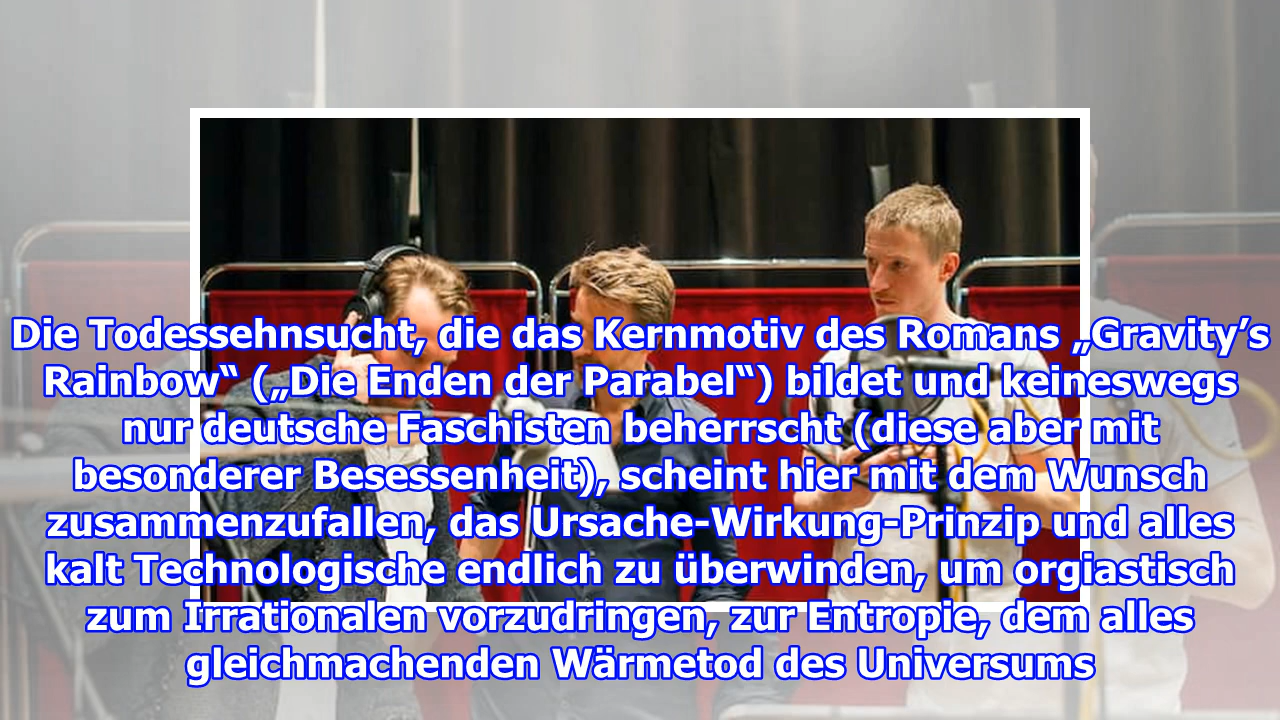 Die Todessehnsucht, die das Kernmotiv des Romans „Gravity’s
Rainbow“ („Die Enden der Parabel“) bildet und keineswegs
nur deutsche Faschisten beherrscht (diese aber mit
besonderer Besessenheit), scheint hier mit dem Wunsch
zusammenzufallen, das Ursache-Wirkung-Prinzip und alles
kalt Technologische endlich zu überwinden, um orgiastisch
zum Irrationalen vorzudringen, zur Entropie, dem alles
gleichmachenden Wärmetod des Universums